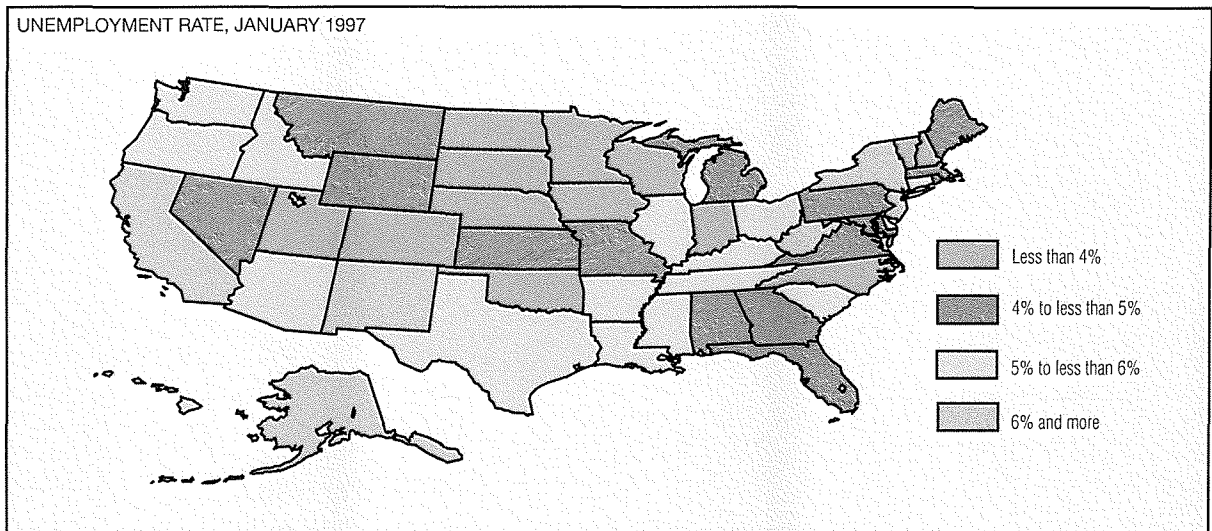 UNEMPLOYMENT RATE, JANUARY 1997
Less than 4%
4% to less than 5%
5% to less than 6%
6% and more